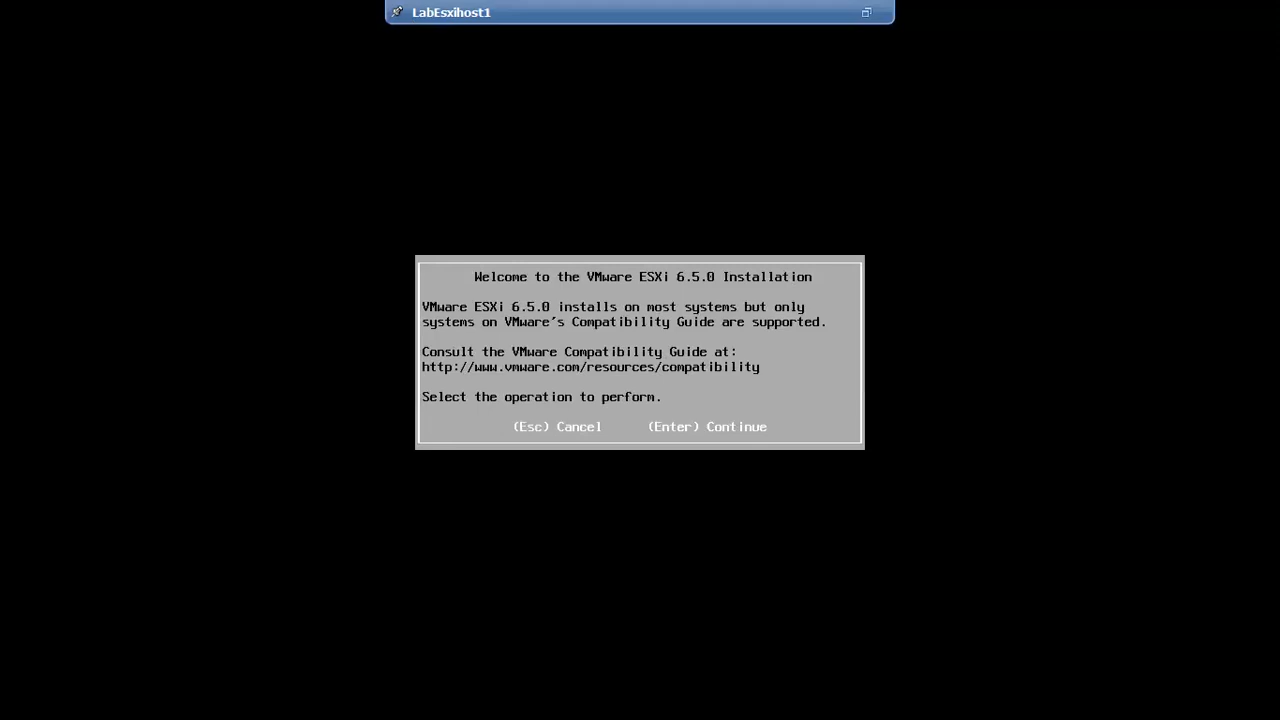 LabEsxihost1
Welcome to the VMware ESXi 6.5.0 Installation
VMware ESXi 6.5.0 installs on most systems but only
systems on VMware's Compatibility Guide are supported.
Consult the VMware Compatibility Guide at:
http://www.vmware.com/resources/compatibility
Select the operation to perform.
(Esc) Cancel (Enter) Continue